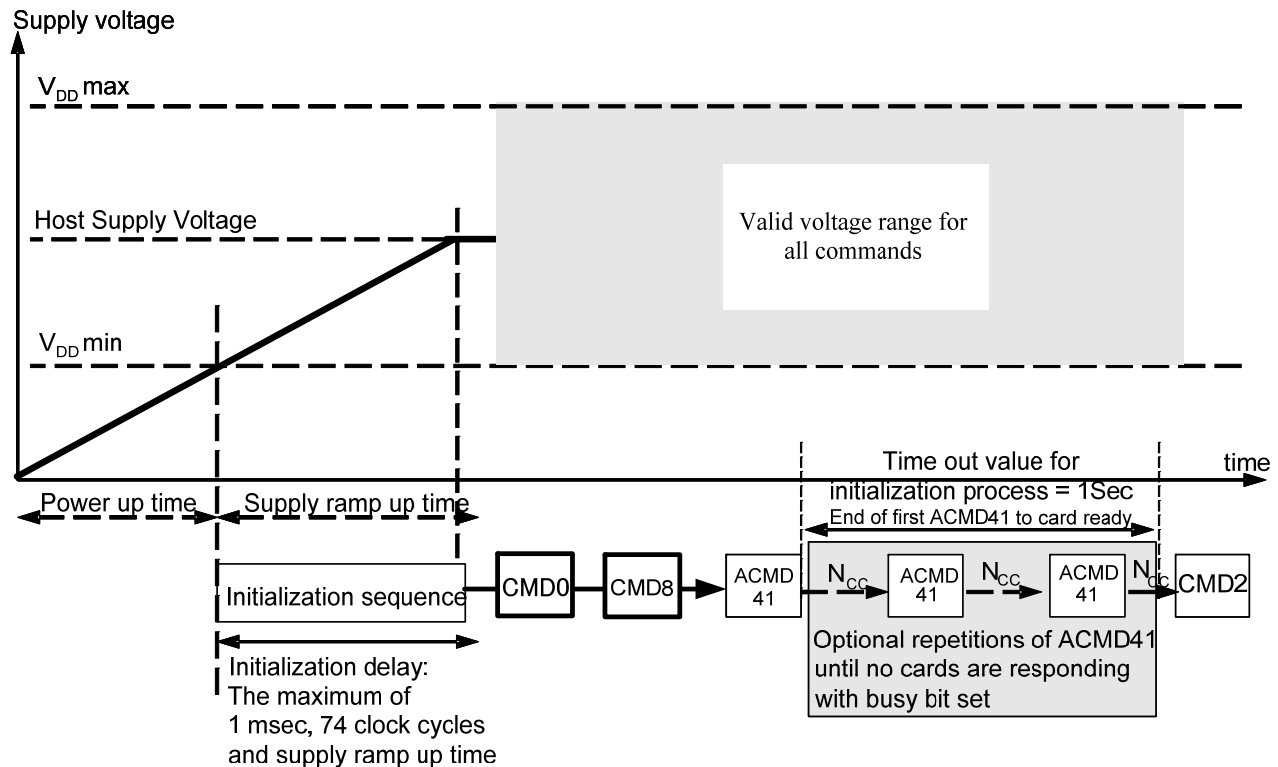 Supply voltage
VDD max
Host Supply Voltage
Valid voltage range for
all commands
VDD min
Time out value for
time
initialization process = 1Sec
Power up time
Supply ramp up time
End of first ACMD41 to card ready
Initialization sequence
CMD0
CMD8
ACMD
41
NCC
ACMD
41
NCC
ACMD
41
NCC
CMD2
Optional repetitions of ACMD41
until no cards are responding
with busy bit set
Initialization delay:
The maximum of
1 msec, 74 clock cycles
and supply ramp up time